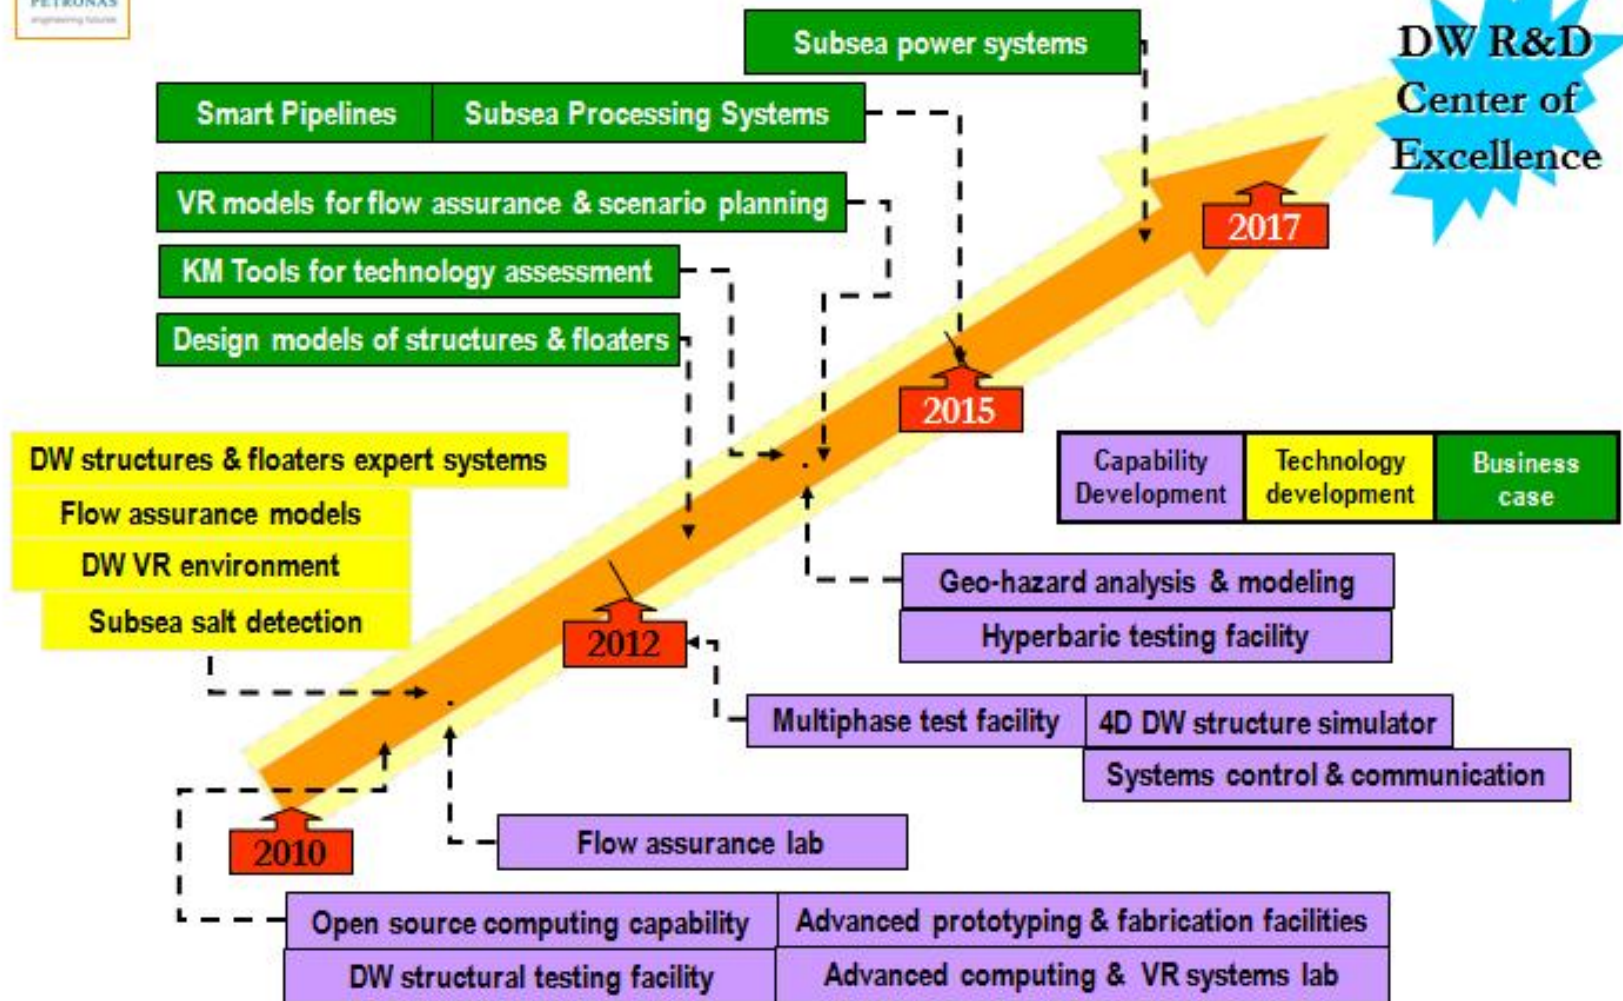 PETRONAS
engineering futures
Subsea power systems
DW R&D
Center of
Excellence
Smart Pipelines
Subsea Processing Systems
VR models for flow assurance & scenario planning
2017
KM Tools for technology assessment
Design models of structures & floaters
2015
DW structures & floaters expert systems
Flow assurance models
DW VR environment
Subsea salt detection
Capability
Development
Technology
development
Business
case
Geo-hazard analysis & modeling
Hyperbaric testing facility
2012
Multiphase test facility
4D DW structure simulator
Systems control & communication
Flow assurance lab
2010
Open source computing capability
Advanced prototyping & fabrication facilities
DW structural testing facility
Advanced computing & VR systems lab